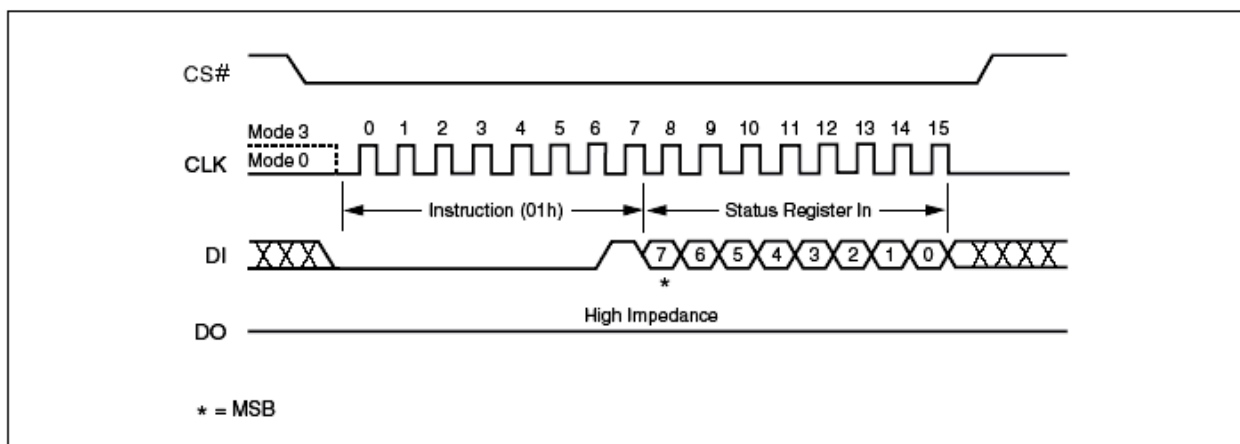 CS#
Mode 3
0 1 2 3 4 5 6 7 8 9 10 11 12 13 14 15
CLK
Mode 0
Instruction (01h)
Status Register In
DI
7 6 5 4 3 2 1 0
*
High Impedance
DO
* = MSB